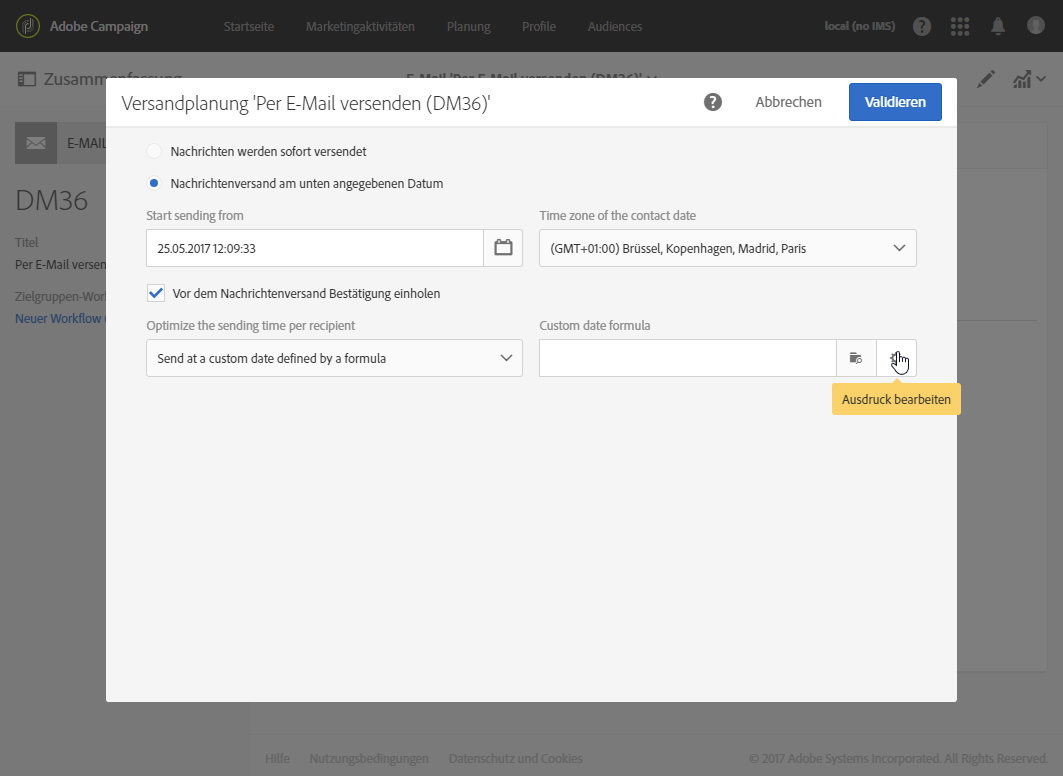 Adobe Campaign
Startseite
Marketingaktivitäten
Planung
Profile
Audiences
local (no IMS)
Zusammenfassung
E-Mail 'Per E-Mail versenden (DM36)'
Versandplanung 'Per E-Mail versenden (DM36)'
Abbrechen
Validieren
E-MAIL
Nachrichten werden sofort versendet
DM36
Nachrichtenversand am unten angegebenen Datum
Start sending from
Time zone of the contact date
Titel
25.05.2017 12:09:33
(GMT+01:00) Brüssel, Kopenhagen, Madrid, Paris
Per E-Mail versen
Vor dem Nachrichtenversand Bestätigung einholen
Zielgruppen-Wor
Neuer Workflow (
Optimize the sending time per recipient
Custom date formula
Send at a custom date defined by a formula
Ausdruck bearbeiten
Hilfe
Nutzungsbedingungen
Datenschutz und Cookies
© 2017 Adobe Systems Incorporated. All Rights Reserved.